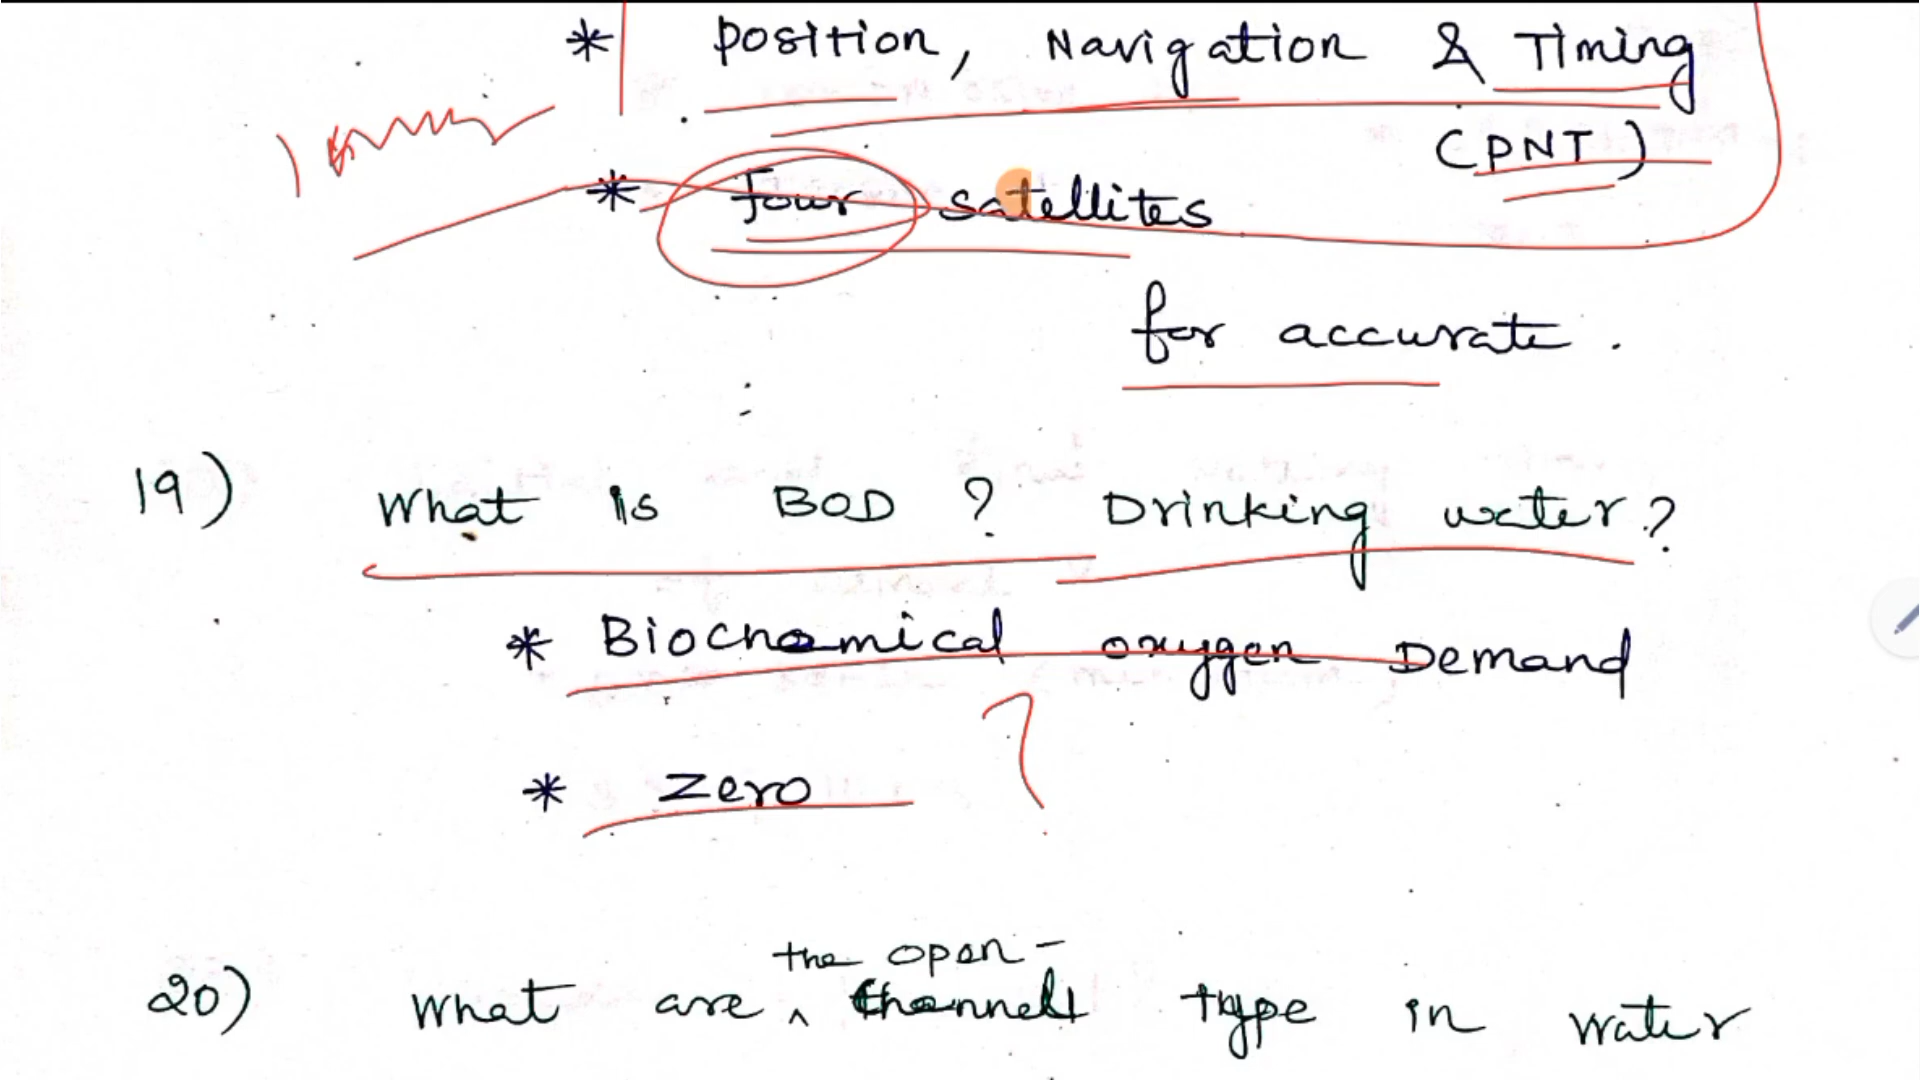 * Position, Navigation & Timing
(PNT)
* Four satellites
for accurate.
19) What is BOD ? Drinking water ?
* Biochemical oxygen Demand
* Zero
the open -
20) What are ^ channel type in water